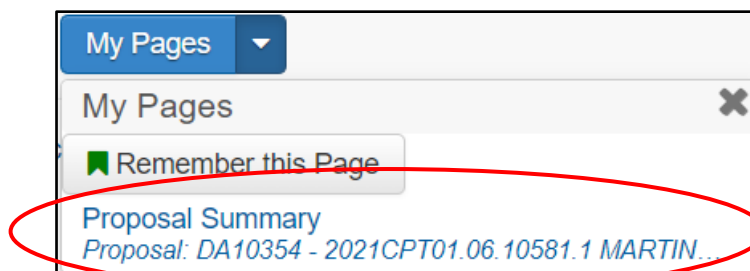 My Pages
My Pages
Remember this Page
Proposal Summary
Proposal: DA10354 - 2021CPT01.06.10581.1 MARTIN...